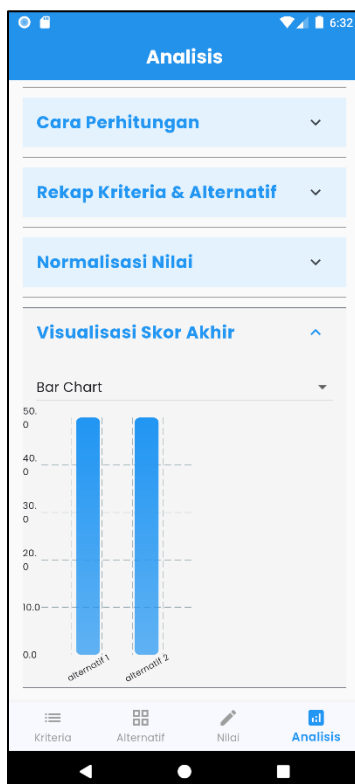 6:32
Analisis
Cara Perhitungan
Rekap Kriteria & Alternatif
Normalisasi Nilai
Visualisasi Skor Akhir
Bar Chart
50.
0
40.
0
30.
0
20.
0
10.0
0.0
alternatif 1
alternatif 2
Kriteria
Alternatif
Nilai
Analisis